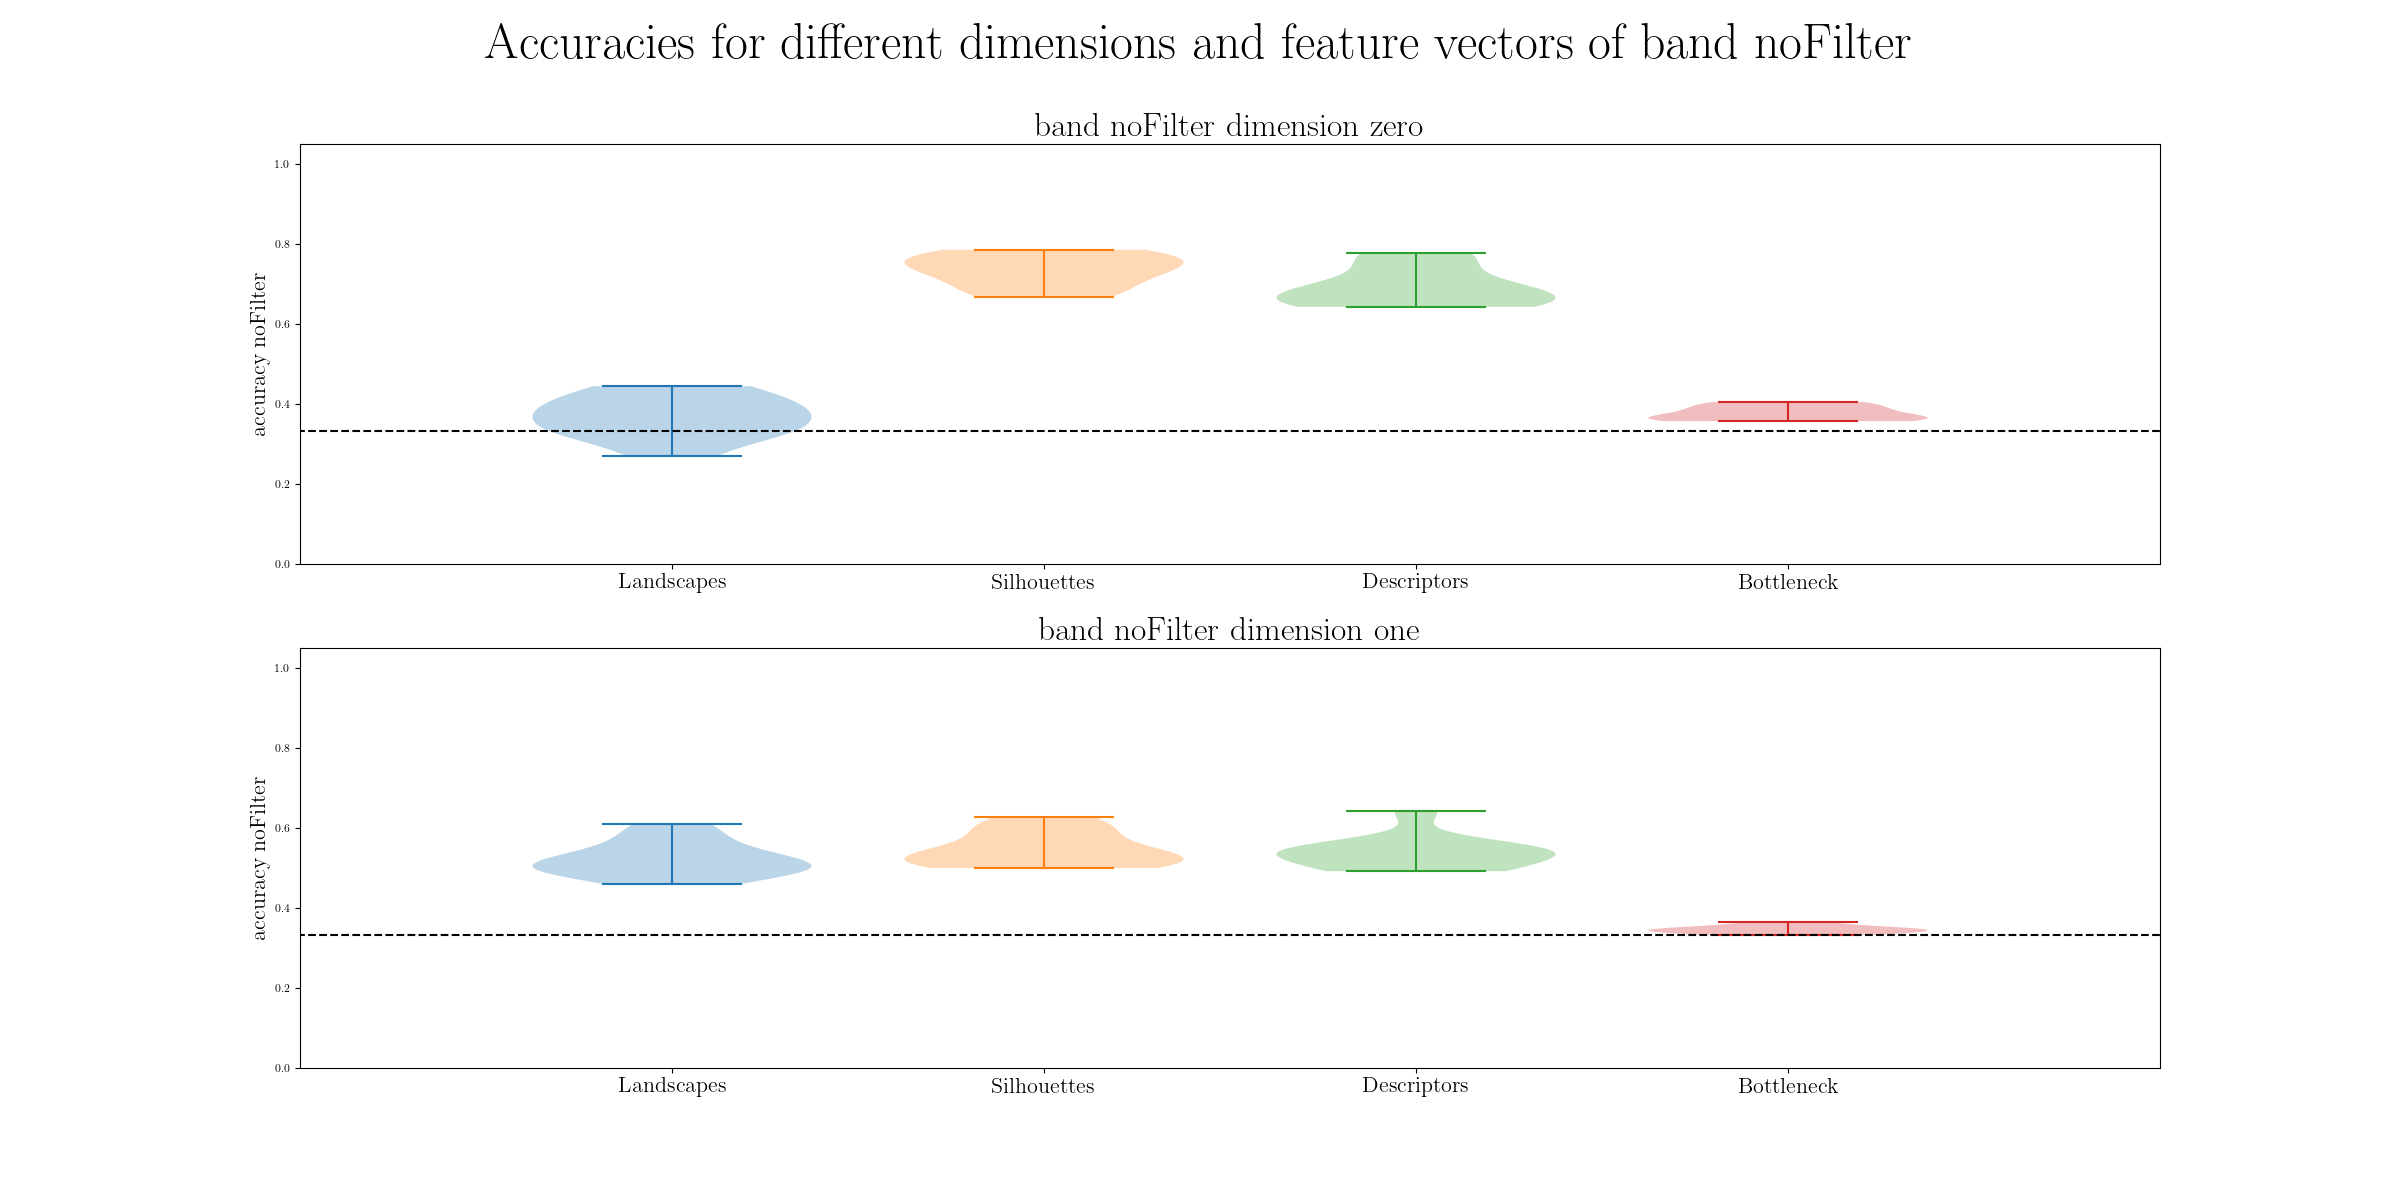 Accuracies for different dimensions and feature vectors of band noFilter
band noFilter dimension zero
accuracy noFilter
1.0
0.8
0.6
0.4
0.2
0.0
Landscapes Silhouettes Descriptors Bottleneck
band noFilter dimension one
accuracy noFilter
1.0
0.8
0.6
0.4
0.2
0.0
Landscapes Silhouettes Descriptors Bottleneck